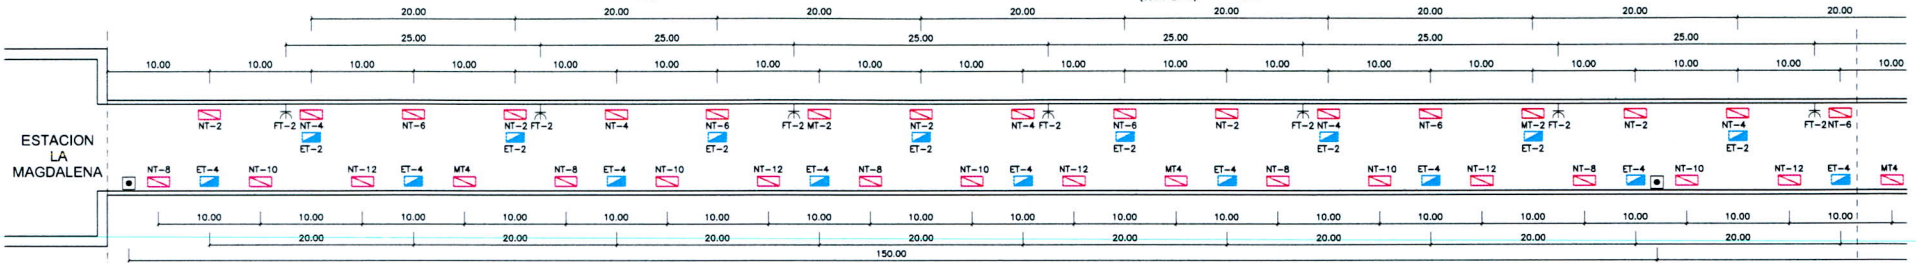 20.00 20.00 20.00 20.00 20.00 20.00 20.00 20.00
25.00 25.00 25.00 25.00 25.00 25.00
10.00 10.00 10.00 10.00 10.00 10.00 10.00 10.00 10.00 10.00 10.00 10.00 10.00 10.00 10.00 10.00 10.00 10.00
NT-2 FT-2 NT-4 NT-6 NT-2 FT-2 NT-4 NT-6 FT-2 MT-2 NT-2 NT-4 FT-2 NT-6 NT-2 FT-2 NT-4 NT-6 MT-2 FT-2 NT-2 NT-4 FT-2 NT-6
ET-2 ET-2 ET-2 ET-2 ET-2 ET-2 ET-2 ET-2
ESTACION
LA
MAGDALENA
NT-8 ET-4 NT-10 NT-12 ET-4 MT4 NT-8 ET-4 NT-10 NT-12 ET-4 NT-8 NT-10 ET-4 NT-12 MT4 ET-4 NT-8 NT-10 ET-4 NT-12 NT-8 ET-4 NT-10 NT-12 ET-4 MT4
10.00 10.00 10.00 10.00 10.00 10.00 10.00 10.00 10.00 10.00 10.00 10.00 10.00 10.00 10.00 10.00 10.00
20.00 20.00 20.00 20.00 20.00 20.00 20.00 20.00
150.00